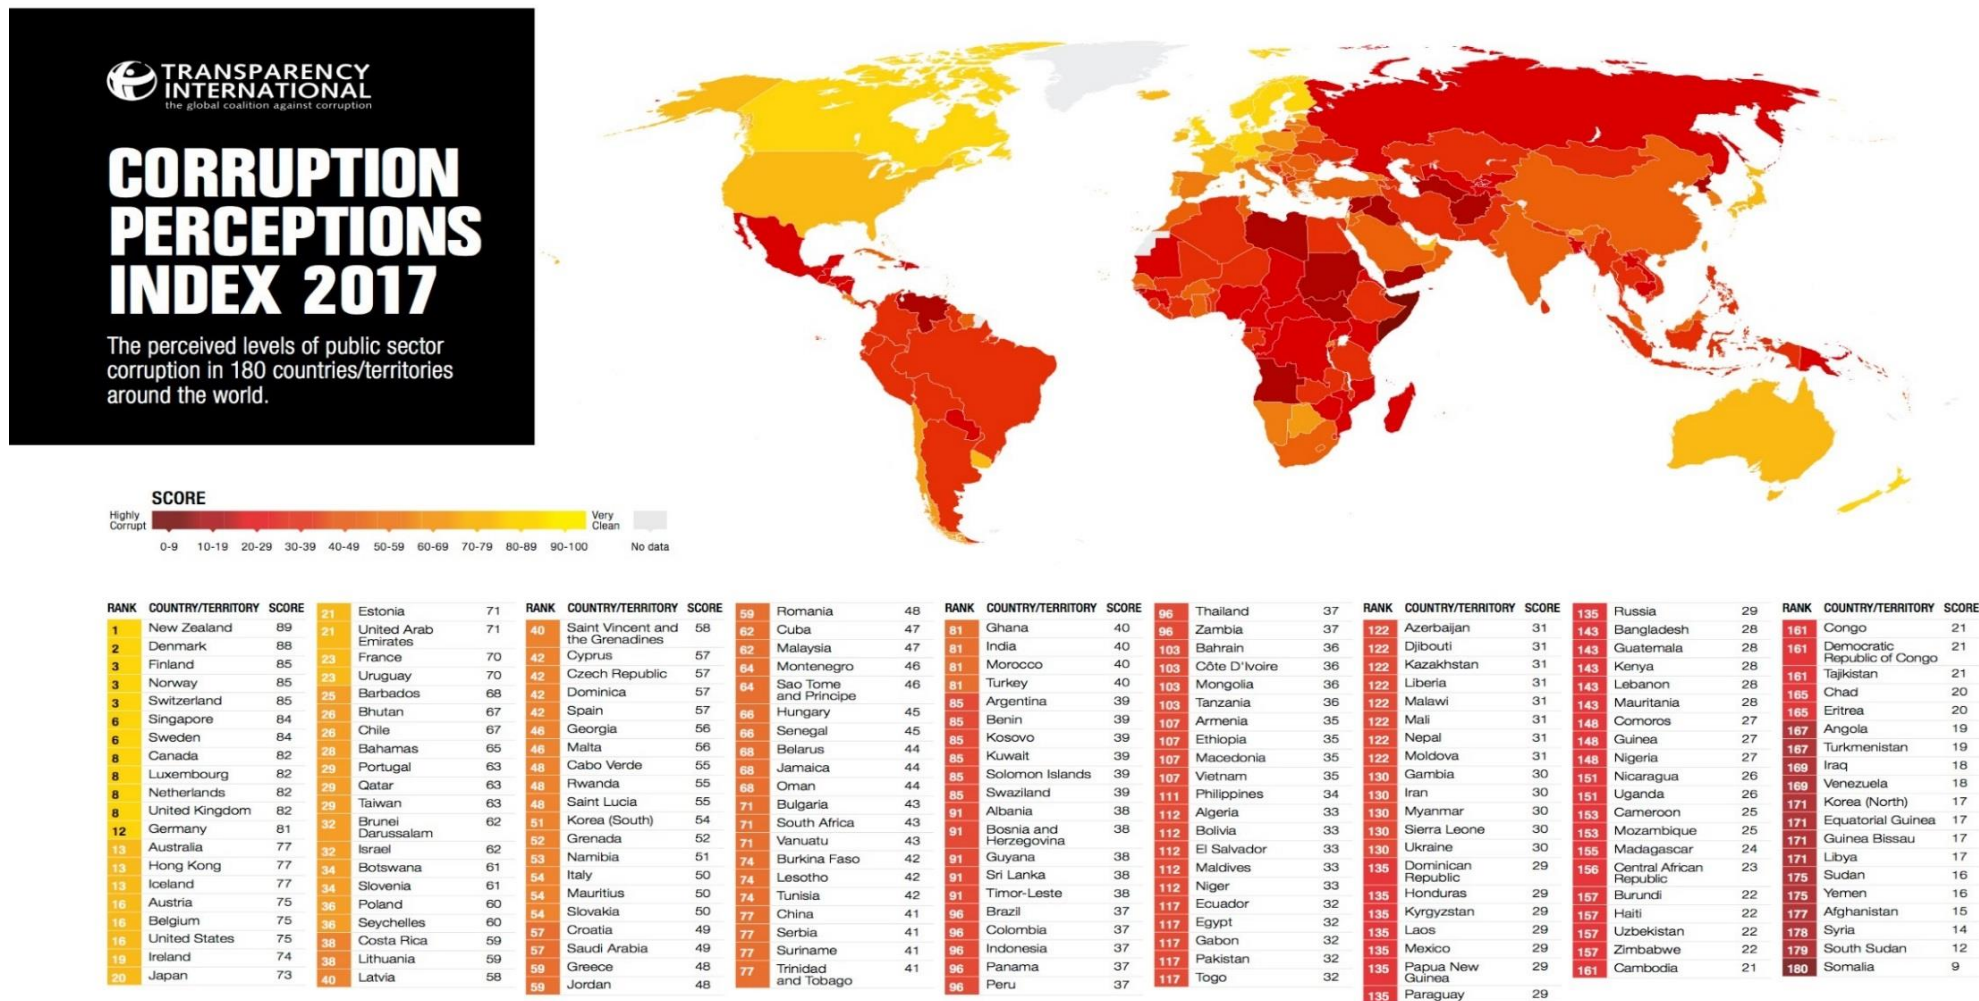 TRANSPARENCY
INTERNATIONAL
the global coalition against corruption
CORRUPTION
PERCEPTIONS
INDEX 2017
The perceived levels of public sector
corruption in 180 countries/territories
around the world.
SCORE
Highly
Corrupt
Very
Clean
0-9 10-19 20-29 30-39 40-49 50-59 60-69 70-79 80-89 90-100 No data
RANK COUNTRY/TERRITORY SCORE
1 New Zealand 89
2 Denmark 88
3 Finland 85
3 Norway 85
3 Switzerland 85
6 Singapore 84
6 Sweden 84
8 Canada 82
8 Luxembourg 82
8 Netherlands 82
8 United Kingdom 82
12 Germany 81
13 Australia 77
13 Hong Kong 77
13 Iceland 77
16 Austria 75
16 Belgium 75
16 United States 75
19 Ireland 74
20 Japan 73
21 Estonia 71
21 United Arab 71
Emirates
23 France 70
23 Uruguay 70
25 Barbados 68
26 Bhutan 67
26 Chile 67
28 Bahamas 65
29 Portugal 63
29 Qatar 63
29 Taiwan 63
32 Brunei 62
Darussalam
32 Israel 62
34 Botswana 61
34 Slovenia 61
36 Poland 60
36 Seychelles 60
38 Costa Rica 59
38 Lithuania 59
40 Latvia 58
RANK COUNTRY/TERRITORY SCORE
40 Saint Vincent and 58
the Grenadines
42 Cyprus 57
42 Czech Republic 57
42 Dominica 57
42 Spain 57
46 Georgia 56
46 Malta 56
48 Cabo Verde 55
48 Rwanda 55
48 Saint Lucia 55
51 Korea (South) 54
52 Grenada 52
53 Namibia 51
54 Italy 50
54 Mauritius 50
54 Slovakia 50
57 Croatia 49
57 Saudi Arabia 49
59 Greece 48
59 Jordan 48
59 Romania 48
62 Cuba 47
62 Malaysia 47
64 Montenegro 46
64 Sao Tome 46
and Principe
66 Hungary 45
66 Senegal 45
68 Belarus 44
68 Jamaica 44
68 Oman 44
71 Bulgaria 43
71 South Africa 43
71 Vanuatu 43
74 Burkina Faso 42
74 Lesotho 42
74 Tunisia 42
77 China 41
77 Serbia 41
77 Suriname 41
77 Trinidad 41
and Tobago
RANK COUNTRY/TERRITORY SCORE
81 Ghana 40
81 India 40
81 Morocco 40
81 Turkey 40
85 Argentina 39
85 Benin 39
85 Kosovo 39
85 Kuwait 39
85 Solomon Islands 39
85 Swaziland 39
91 Albania 38
91 Bosnia and 38
Herzegovina
91 Guyana 38
91 Sri Lanka 38
91 Timor-Leste 38
96 Brazil 37
96 Colombia 37
96 Indonesia 37
96 Panama 37
96 Peru 37
96 Thailand 37
96 Zambia 37
103 Bahrain 36
103 Côte D'Ivoire 36
103 Mongolia 36
103 Tanzania 36
107 Armenia 35
107 Ethiopia 35
107 Macedonia 35
107 Vietnam 35
111 Philippines 34
112 Algeria 33
112 Bolivia 33
112 El Salvador 33
112 Maldives 33
112 Niger 33
117 Ecuador 32
117 Egypt 32
117 Gabon 32
117 Pakistan 32
117 Togo 32
RANK COUNTRY/TERRITORY SCORE
122 Azerbaijan 31
122 Djibouti 31
122 Kazakhstan 31
122 Liberia 31
122 Malawi 31
122 Mali 31
122 Nepal 31
122 Moldova 31
130 Gambia 30
130 Iran 30
130 Myanmar 30
130 Sierra Leone 30
130 Ukraine 30
135 Dominican 29
Republic
135 Honduras 29
135 Kyrgyzstan 29
135 Laos 29
135 Mexico 29
135 Papua New 29
Guinea
135 Paraguay 29
135 Russia 29
143 Bangladesh 28
143 Guatemala 28
143 Kenya 28
143 Lebanon 28
143 Mauritania 28
148 Comoros 27
148 Guinea 27
148 Nigeria 27
151 Nicaragua 26
151 Uganda 26
153 Cameroon 25
153 Mozambique 25
155 Madagascar 24
156 Central African 23
Republic
157 Burundi 22
157 Haiti 22
157 Uzbekistan 22
157 Zimbabwe 22
161 Cambodia 21
RANK COUNTRY/TERRITORY SCORE
161 Congo 21
161 Democratic 21
Republic of Congo
161 Tajikistan 21
165 Chad 20
165 Eritrea 20
167 Angola 19
167 Turkmenistan 19
169 Iraq 18
169 Venezuela 18
171 Korea (North) 17
171 Equatorial Guinea 17
171 Guinea Bissau 17
171 Libya 17
175 Sudan 16
175 Yemen 16
177 Afghanistan 15
178 Syria 14
179 South Sudan 12
180 Somalia 9